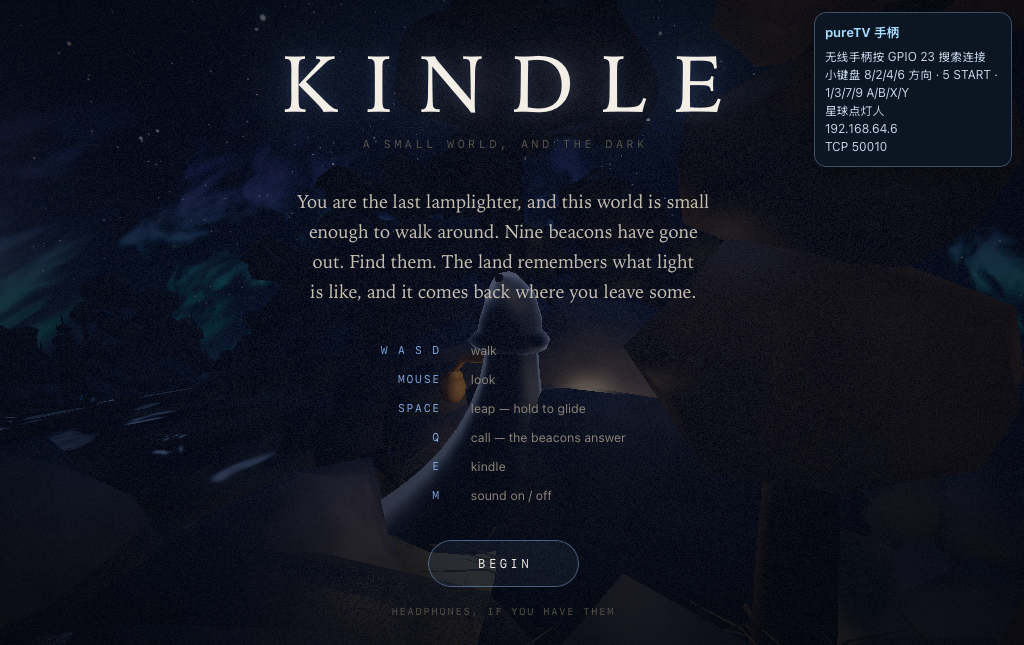 KINDLE
A SMALL WORLD, AND THE DARK
You are the last lamplighter, and this world is small
enough to walk around. Nine beacons have gone
out. Find them. The land remembers what light
is like, and it comes back where you leave some.
W A S D walk
MOUSE look
SPACE leap — hold to glide
Q call — the beacons answer
E kindle
M sound on / off
BEGIN
HEADPHONES, IF YOU HAVE THEM
pureTV 手柄
无线手柄按 GPIO 23 搜索连接
小键盘 8/2/4/6 方向 · 5 START ·
1/3/7/9 A/B/X/Y
星球点灯人
192.168.64.6
TCP 50010